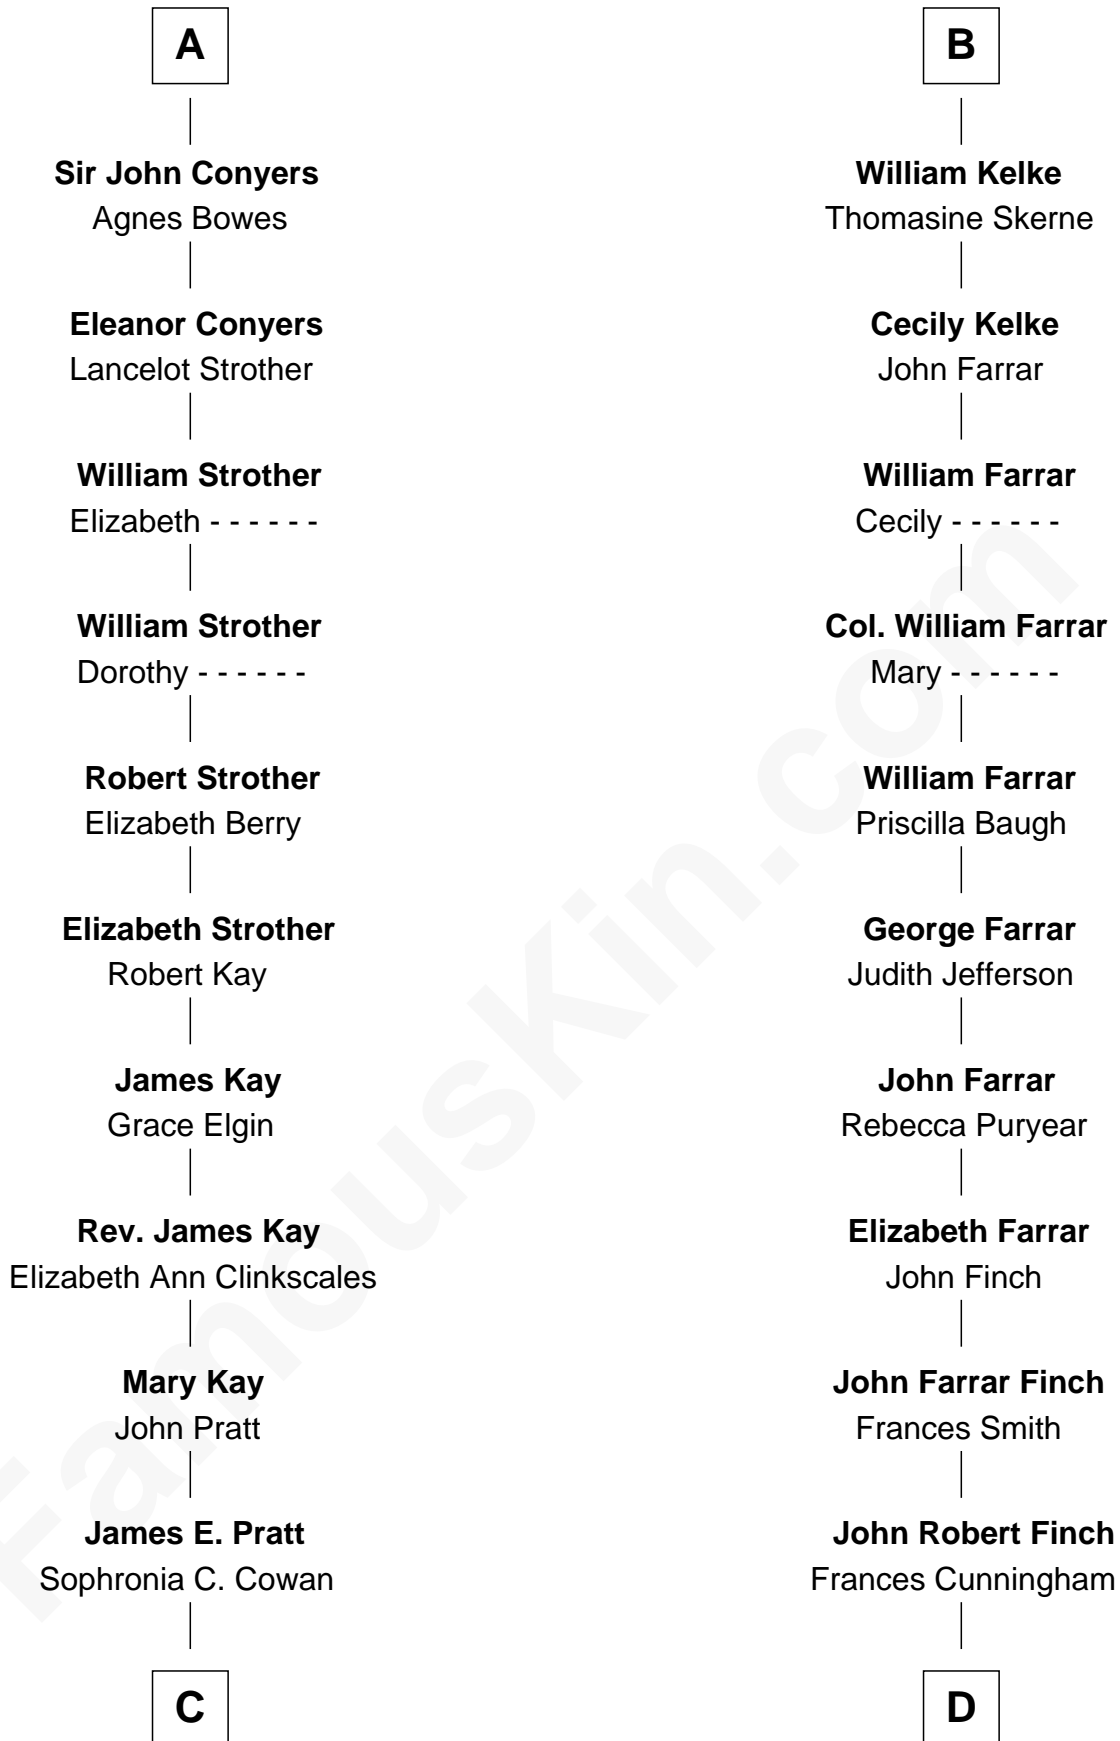 A
Sir John Conyers
Agnes Bowes
Eleanor Conyers
Lancelot Strother
William Strother
Elizabeth - - - - - -
William Strother
Dorothy - - - - - -
Robert Strother
Elizabeth Berry
Elizabeth Strother
Robert Kay
James Kay
Grace Elgin
Rev. James Kay
Elizabeth Ann Clinkscales
Mary Kay
John Pratt
James E. Pratt
Sophronia C. Cowan
C
B
William Kelke
Thomasine Skerne
Cecily Kelke
John Farrar
William Farrar
Cecily - - - - - -
Col. William Farrar
Mary - - - - - -
William Farrar
Priscilla Baugh
George Farrar
Judith Jefferson
John Farrar
Rebecca Puryear
Elizabeth Farrar
John Finch
John Farrar Finch
Frances Smith
John Robert Finch
Frances Cunningham
D
FamousKin.com